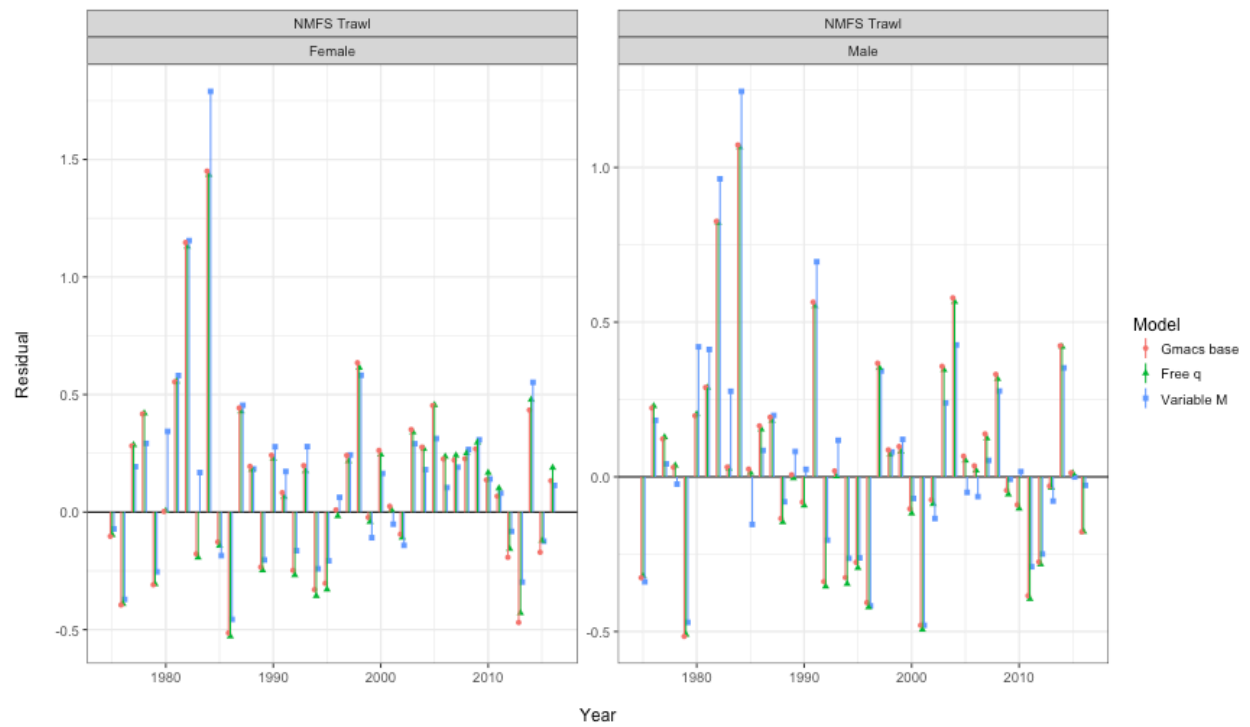 NMFS Trawl
NMFS Trawl
Female
Male
1.5
1.0
0.5
0.0
-0.5
1.0
0.5
0.0
-0.5
Residual
1980
1990
2000
2010
1980
1990
2000
2010
Year
Model
Gmacs base
Free q
Variable M